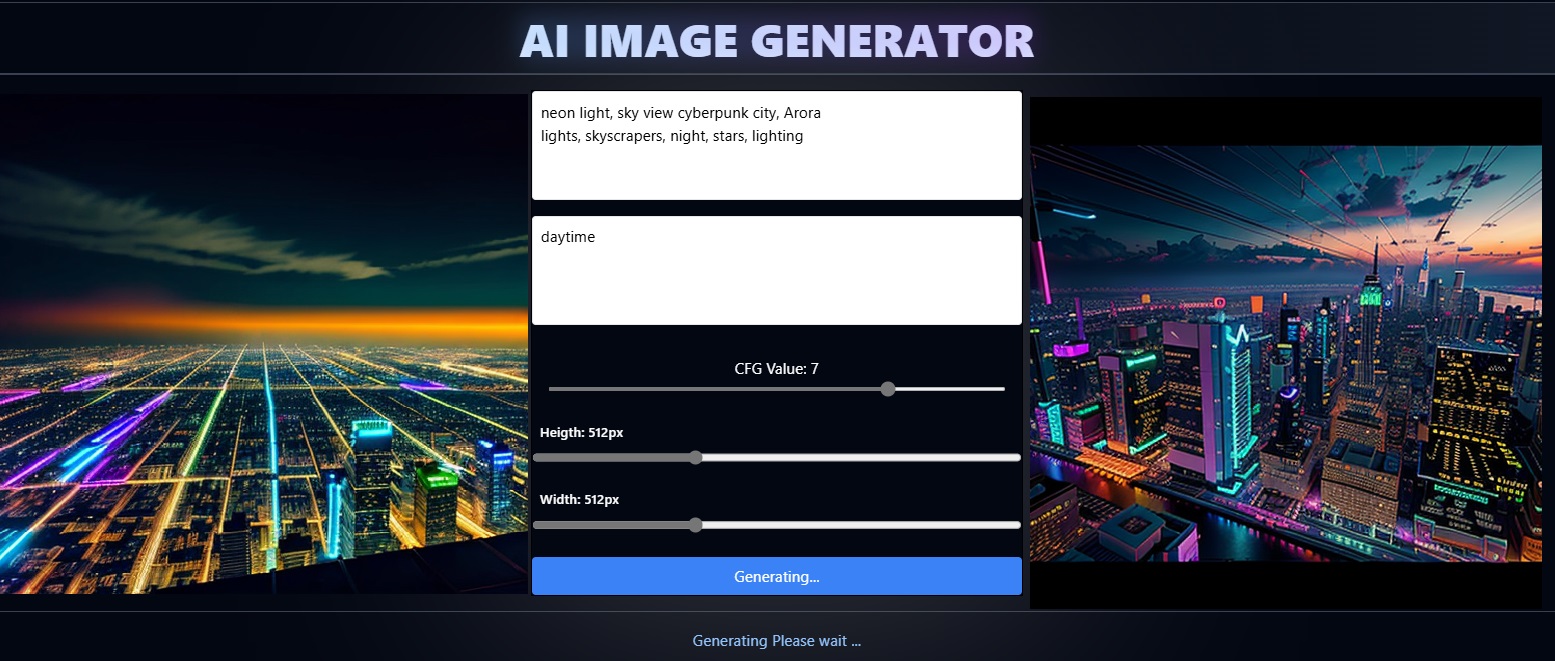 AI IMAGE GENERATOR
neon light, sky view cyberpunk city, Arora
lights, skyscrapers, night, stars, lighting
daytime
CFG Value: 7
Heigth: 512px
Width: 512px
Generating...
Generating Please wait ...